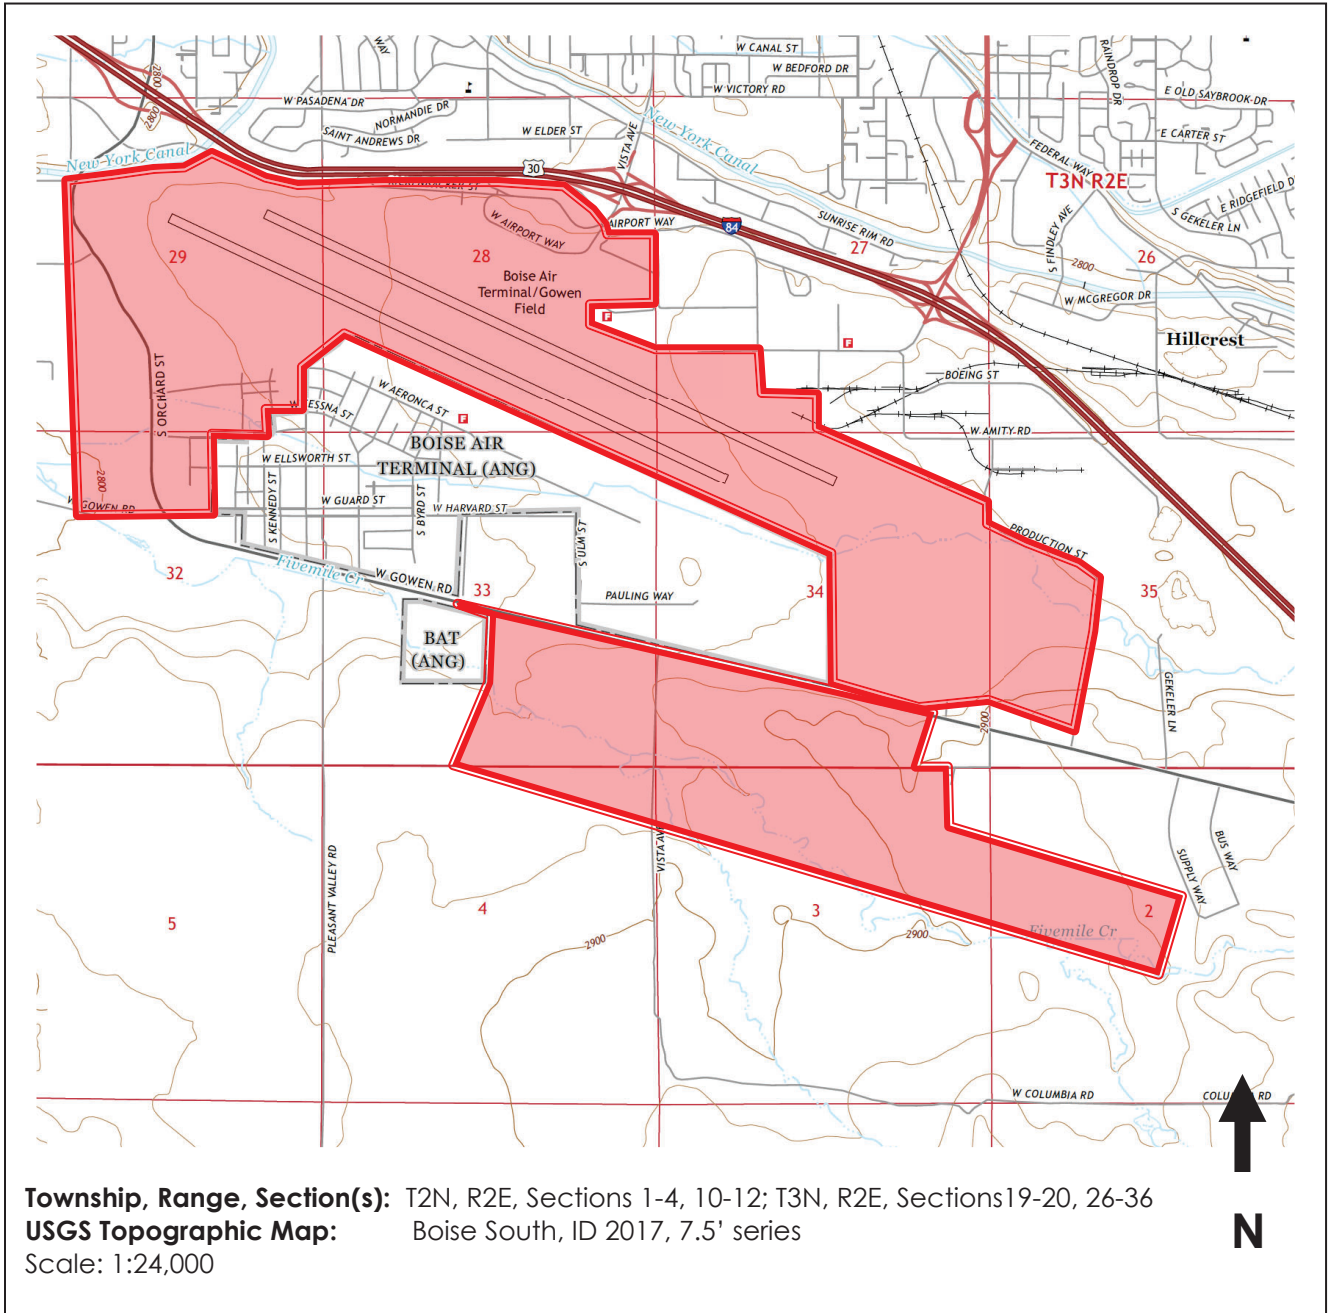 W CANAL ST
WAY
W BEDFORD DR
RAINDROP DR
2800
W VICTORY RD
E OLD SAYBROOK DR
W PASADENA DR
NORMANDIE DR
2800
SAINT ANDREWS DR
W ELDER ST
VISTA AVE
New York Canal
E CARTER ST
FEDERAL WAY
New York Canal
30
T3N R2E
E RIDGEFIELD D
W AIRPORT WAY
AIRPORT WAY
84
SUNRISE RIM RD
S FINDLEY AVE
S GEKELER LN
29
28
27
26
2800
Boise Air
Terminal/Gowen
Field
W MCGREGOR DR
F
F
Hillcrest
S ORCHARD ST
BOEING ST
W AERONCA ST
ESSNA ST
F
W AMITY RD
BOISE AIR
TERMINAL (ANG)
W ELLSWORTH ST
2800
S KENNEDY ST
S BYRD ST
W GUARD ST
W HARVARD ST
GOWEN RD
35
S ULM ST
PRODUCTION ST
Fivemile Cr
32
W GOWEN RD
33
PAULING WAY
34
BAT
(ANG)
GEKELER LN
2900
PLEASANT VALLEY RD
VISTA AV
SUPPLY WAY
BUS WAY
5
4
3
2
2900
2900
Fivemile Cr
W COLUMBIA RD
COLU RD
Township, Range, Section(s): T2N, R2E, Sections 1-4, 10-12; T3N, R2E, Sections19-20, 26-36
USGS Topographic Map: Boise South, ID 2017, 7.5’ series
Scale: 1:24,000
N